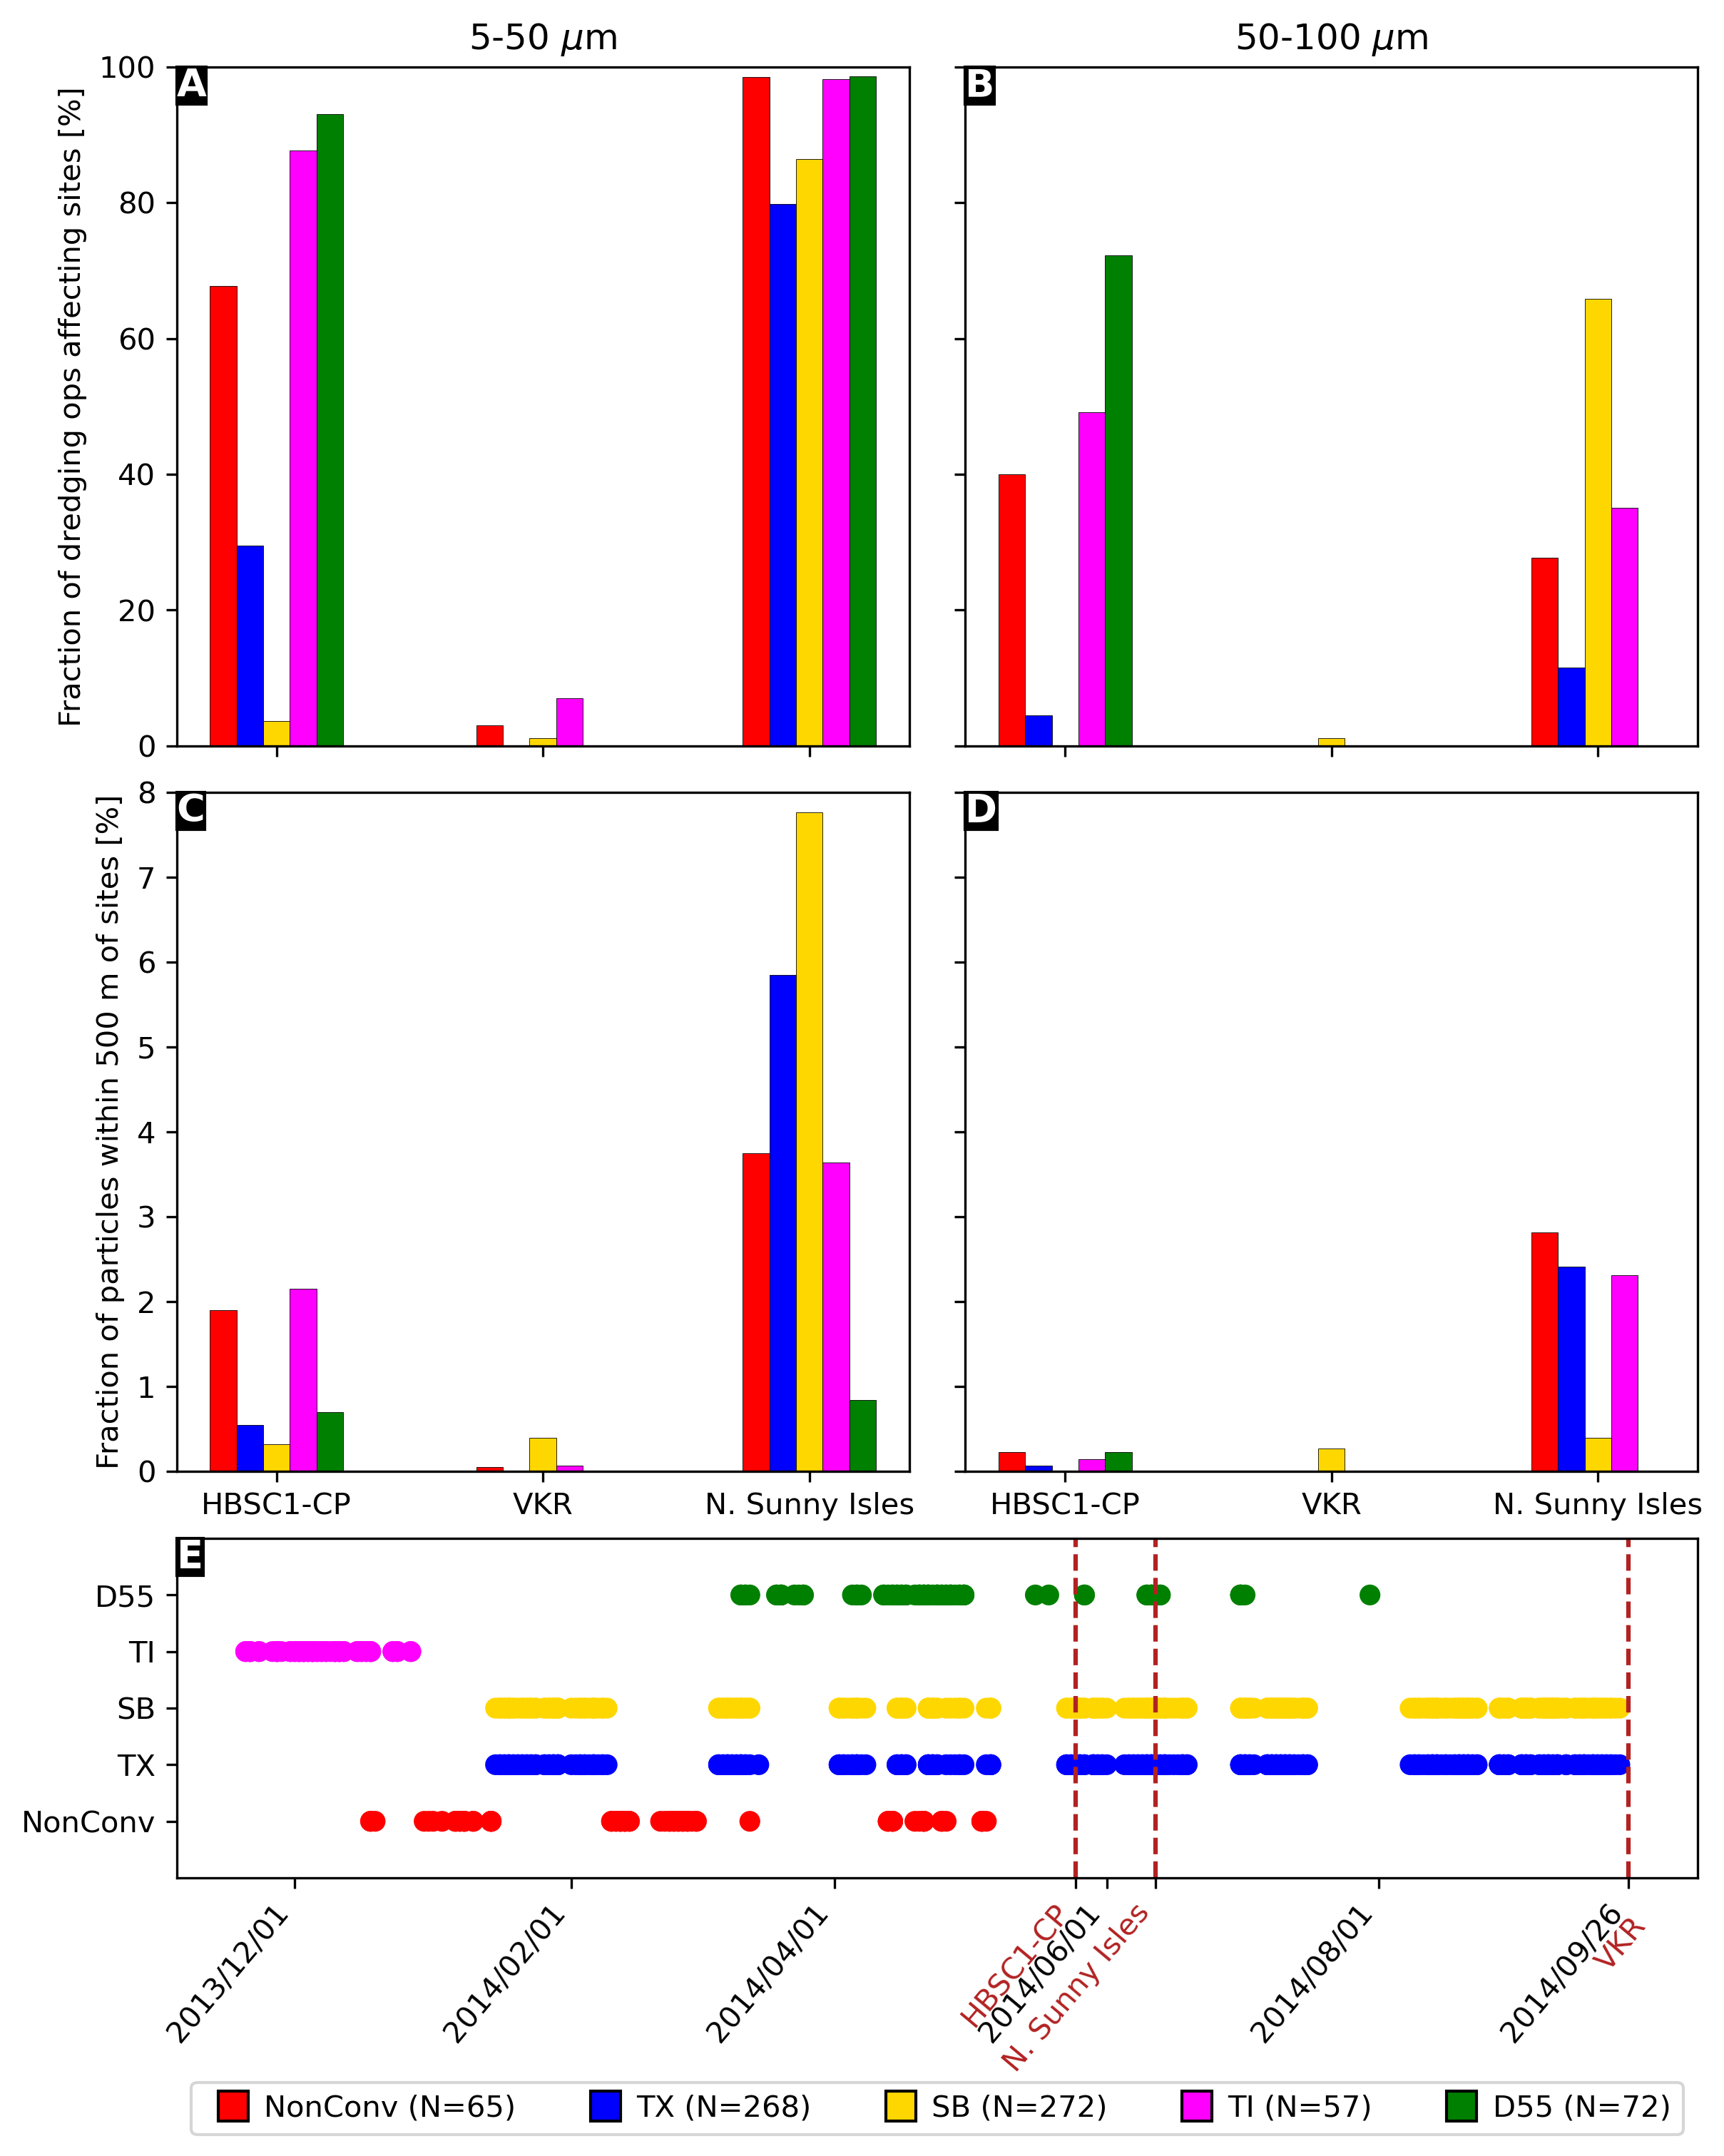 5-50 μm
50-100 μm
A
B
Fraction of dredging ops affecting sites [%]
100
80
60
40
20
0
C
D
Fraction of particles within 500 m of sites [%]
8
7
6
5
4
3
2
1
0
HBSC1-CP
VKR
N. Sunny Isles
HBSC1-CP
VKR
N. Sunny Isles
E
D55
TI
SB
TX
NonConv
2013/12/01
2014/02/01
2014/04/01
HBSC1-CP
2014/06/01
N. Sunny Isles
2014/08/01
2014/09/26
VKR
NonConv (N=65)
TX (N=268)
SB (N=272)
TI (N=57)
D55 (N=72)